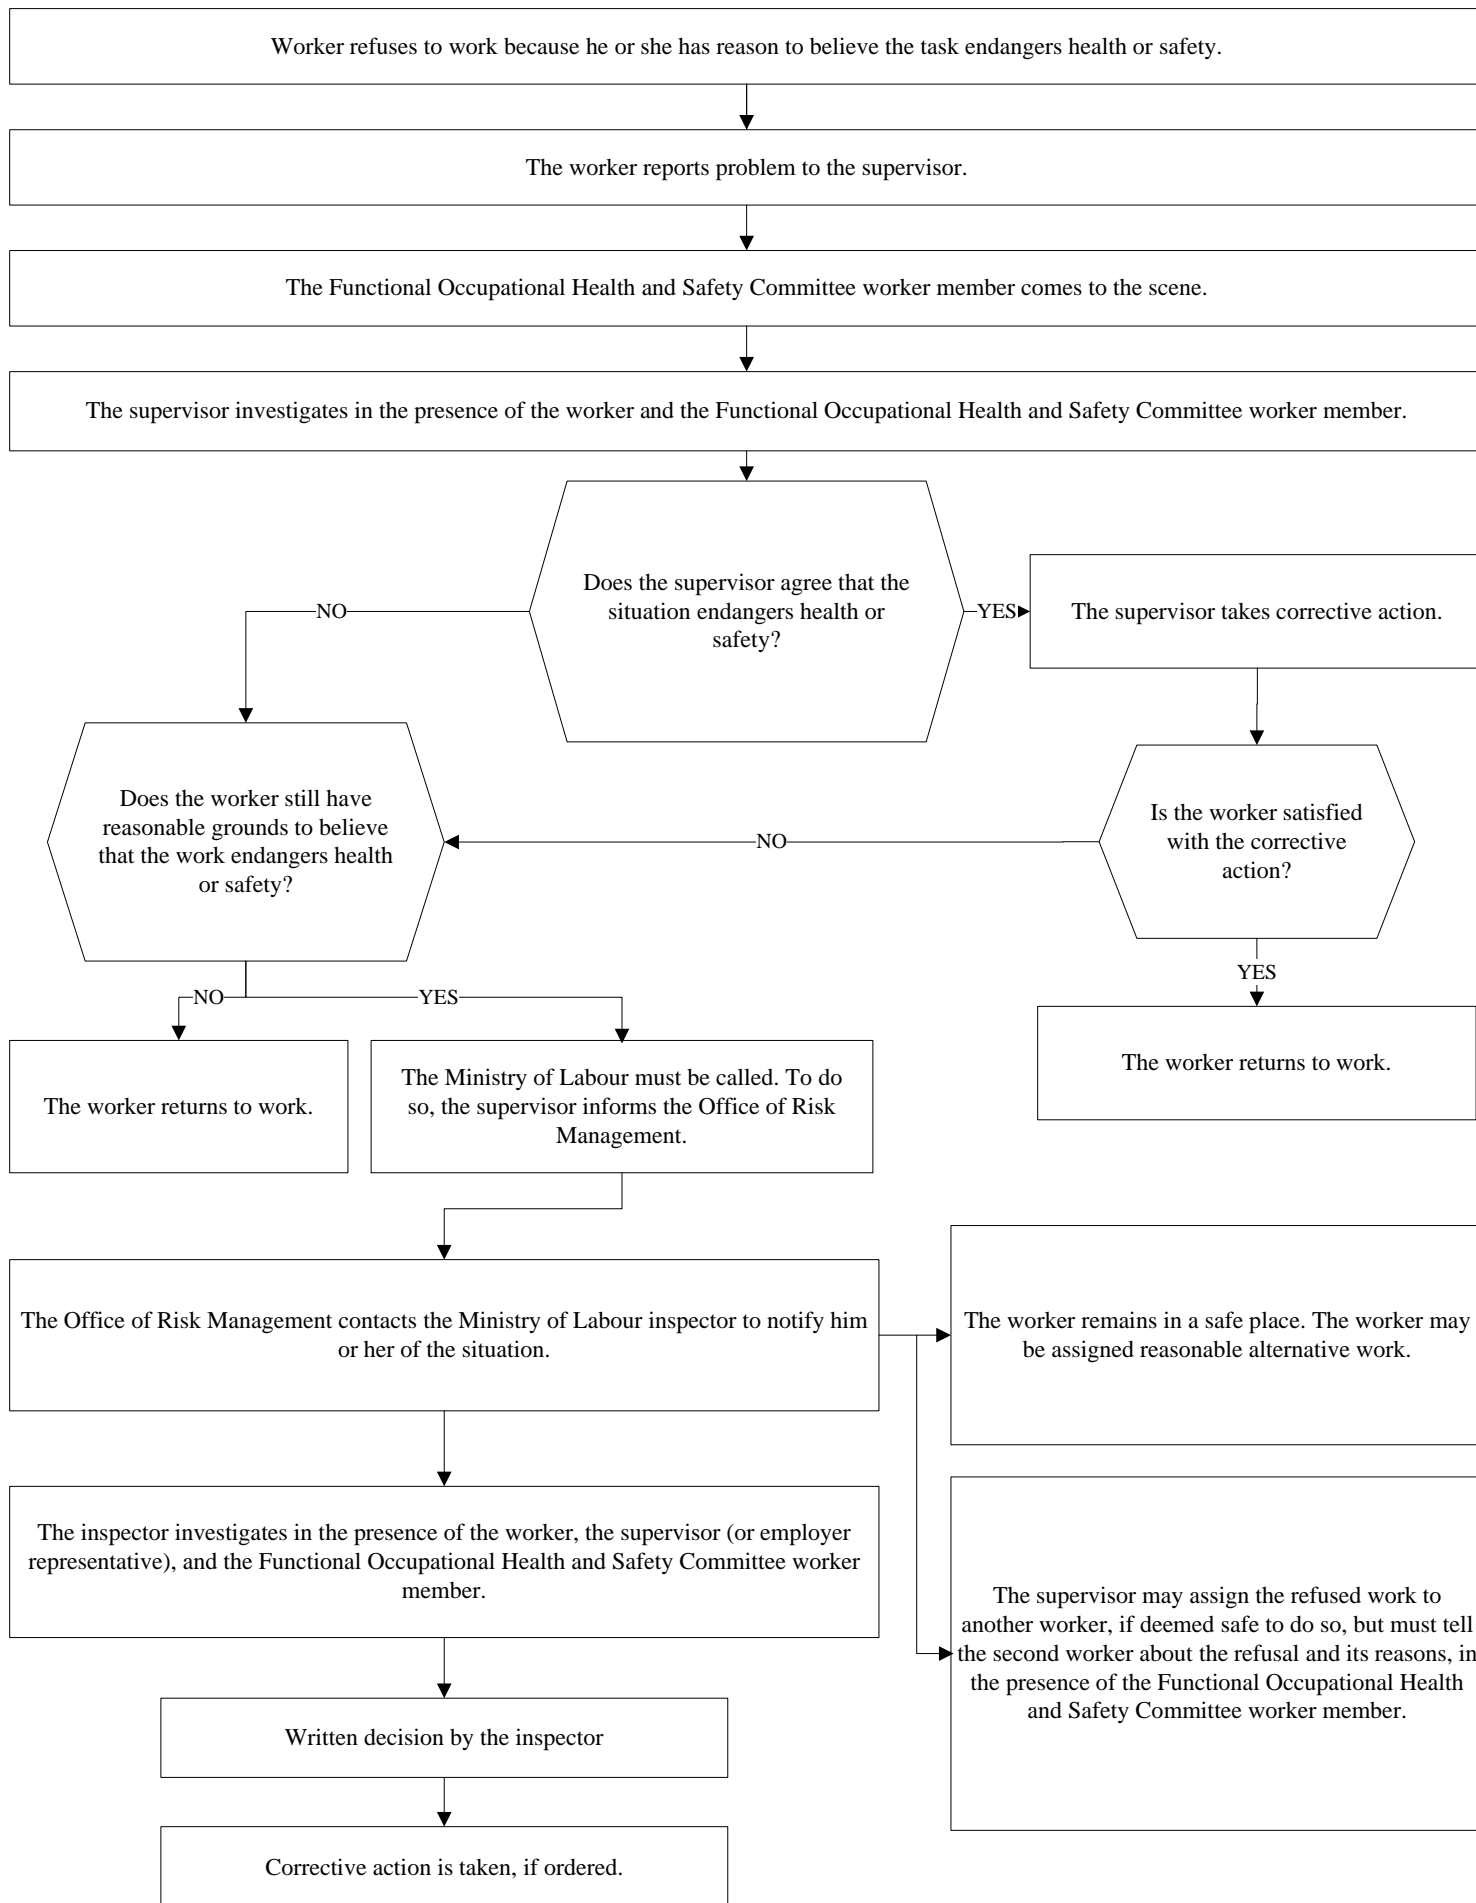 Worker refuses to work because he or she has reason to believe the task endangers health or safety.
The worker reports problem to the supervisor.
The Functional Occupational Health and Safety Committee worker member comes to the scene.
The supervisor investigates in the presence of the worker and the Functional Occupational Health and Safety Committee worker member.
Does the supervisor agree that the
situation endangers health or
safety?
NO
YES
The supervisor takes corrective action.
Does the worker still have
reasonable grounds to believe
that the work endangers health
or safety?
NO
Is the worker satisfied
with the corrective
action?
YES
NO
YES
The worker returns to work.
The worker returns to work.
The Ministry of Labour must be called. To do
so, the supervisor informs the Office of Risk
Management.
The Office of Risk Management contacts the Ministry of Labour inspector to notify him
or her of the situation.
The worker remains in a safe place. The worker may
be assigned reasonable alternative work.
The inspector investigates in the presence of the worker, the supervisor (or employer
representative), and the Functional Occupational Health and Safety Committee worker
member.
The supervisor may assign the refused work to
another worker, if deemed safe to do so, but must tell
the second worker about the refusal and its reasons, in
the presence of the Functional Occupational Health
and Safety Committee worker member.
Written decision by the inspector
Corrective action is taken, if ordered.